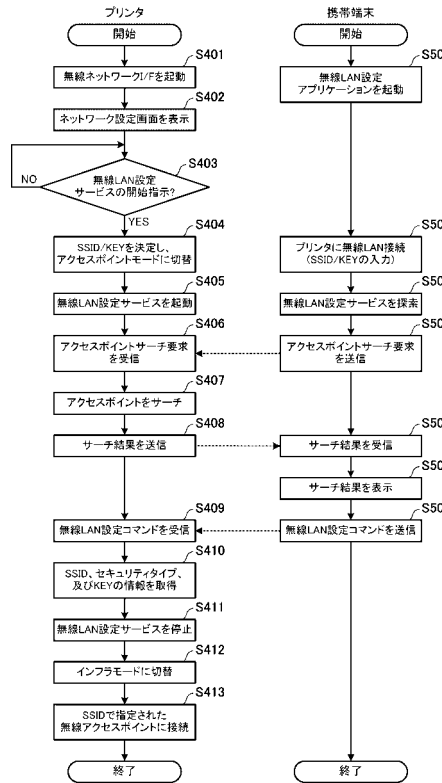 プリンタ
開始
S401
無線ネットワークI/Fを起動
S402
ネットワーク設定画面を表示
S403
無線LAN設定
サービスの開始指示?
NO
YES
S404
SSID/KEYを決定し、
アクセスポイントモードに切替
S405
無線LAN設定サービスを起動
S406
アクセスポイントサーチ要求
を受信
S407
アクセスポイントをサーチ
S408
サーチ結果を送信
S409
無線LAN設定コマンドを受信
S410
SSID、セキュリティタイプ、
及びKEYの情報を取得
S411
無線LAN設定サービスを停止
S412
インフラモードに切替
S413
SSIDで指定された
無線アクセスポイントに接続
終了
携帯端末
開始
S50
無線LAN設定
アプリケーションを起動
S50
プリンタに無線LAN接続
(SSID/KEYの入力)
S50
無線LAN設定サービスを探索
S50
アクセスポイントサーチ要求
を送信
S50
サーチ結果を受信
S50
サーチ結果を表示
S50
無線LAN設定コマンドを送信
終了